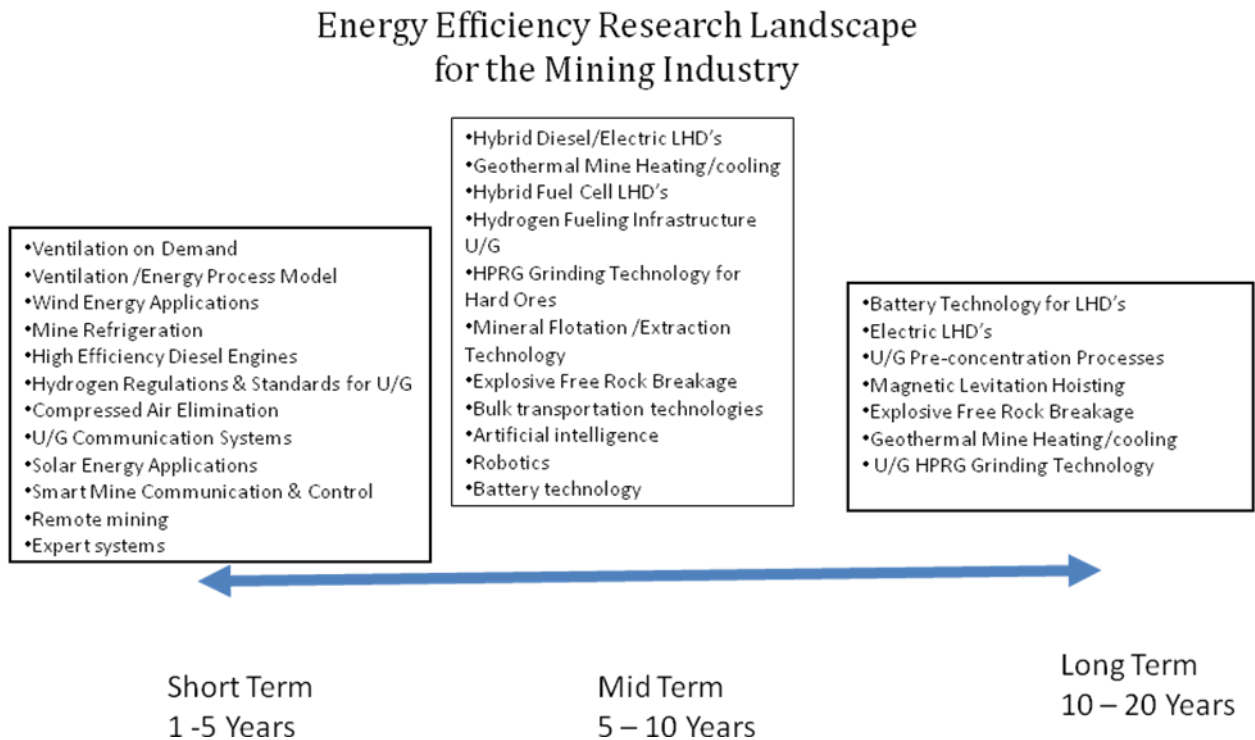 Energy Efficiency Research Landscape
for the Mining Industry
•Ventilation on Demand
•Ventilation /Energy Process Model
•Wind Energy Applications
•Mine Refrigeration
•High Efficiency Diesel Engines
•Hydrogen Regulations & Standards for U/G
•Compressed Air Elimination
•U/G Communication Systems
•Solar Energy Applications
•Smart Mine Communication & Control
•Remote mining
•Expert systems
•Hybrid Diesel/Electric LHD's
•Geothermal Mine Heating/cooling
•Hybrid Fuel Cell LHD's
•Hydrogen Fueling Infrastructure
U/G
•HPRG Grinding Technology for
Hard Ores
•Mineral Flotation /Extraction
Technology
•Explosive Free Rock Breakage
•Bulk transportation technologies
•Artificial intelligence
•Robotics
•Battery technology
•Battery Technology for LHD's
•Electric LHD's
•U/G Pre-concentration Processes
•Magnetic Levitation Hoisting
•Explosive Free Rock Breakage
•Geothermal Mine Heating/cooling
• U/G HPRG Grinding Technology
Short Term
1 -5 Years
Mid Term
5 – 10 Years
Long Term
10 – 20 Years